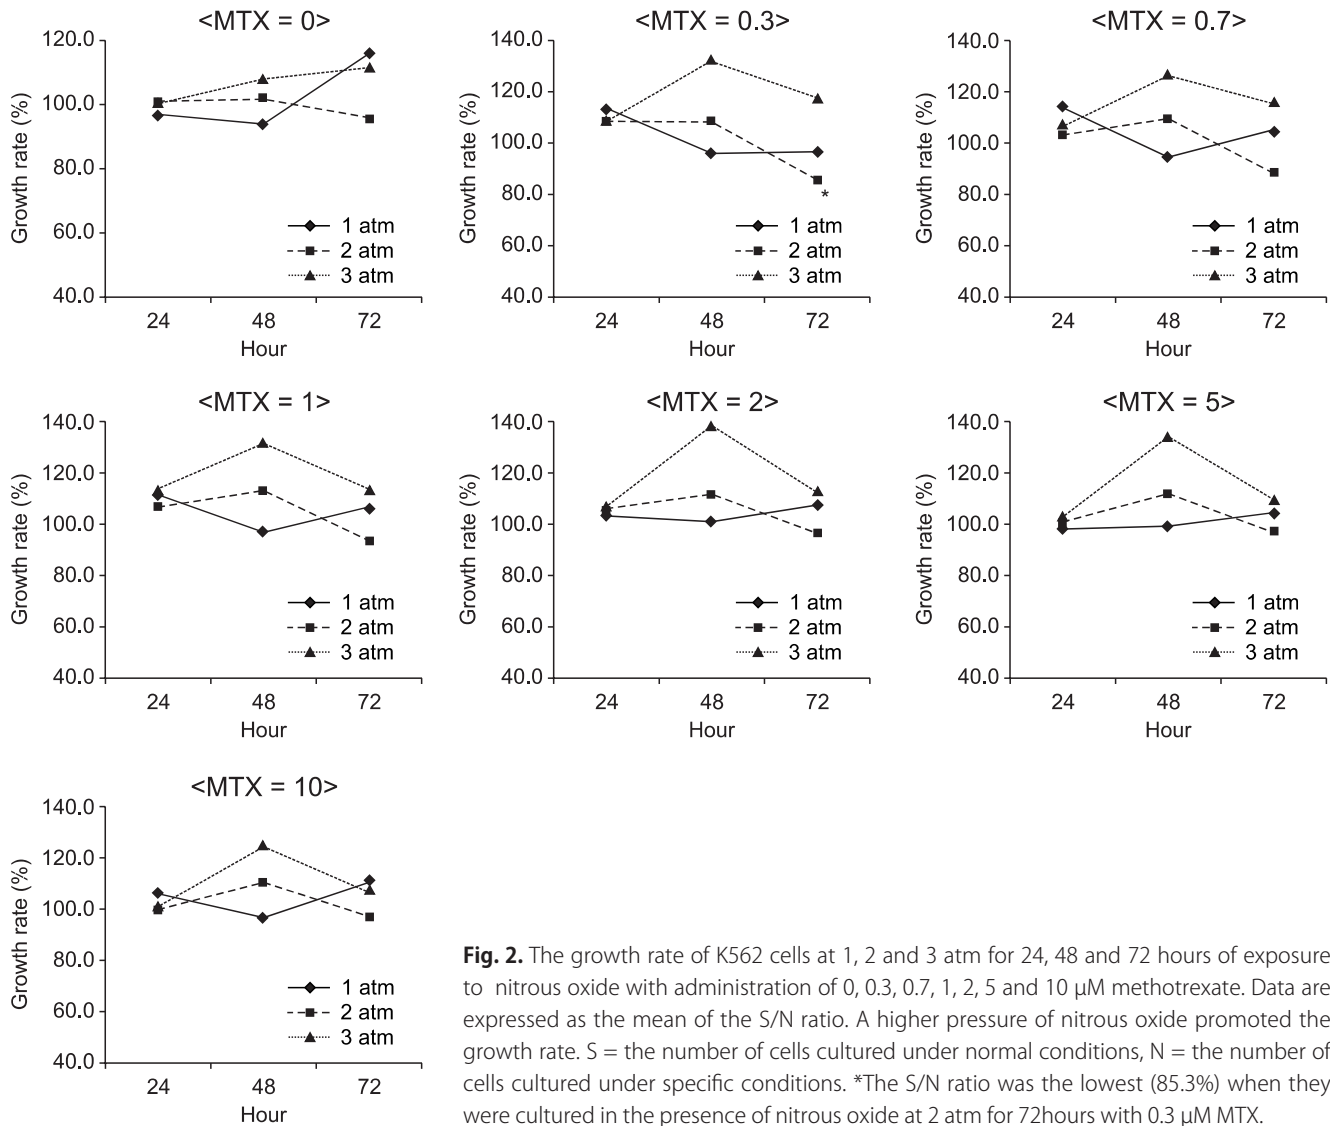 <MTX = 0>
120.0
100.0
80.0
60.0
40.0
Growth rate (%)
1 atm
2 atm
3 atm
24 48 72
Hour
<MTX = 0.3>
140.0
120.0
100.0
80.0
60.0
40.0
Growth rate (%)
*
1 atm
2 atm
3 atm
24 48 72
Hour
<MTX = 0.7>
140.0
120.0
100.0
80.0
60.0
40.0
Growth rate (%)
1 atm
2 atm
3 atm
24 48 72
Hour
<MTX = 1>
140.0
120.0
100.0
80.0
60.0
40.0
Growth rate (%)
1 atm
2 atm
3 atm
24 48 72
Hour
<MTX = 2>
140.0
120.0
100.0
80.0
60.0
40.0
Growth rate (%)
1 atm
2 atm
3 atm
24 48 72
Hour
<MTX = 5>
140.0
120.0
100.0
80.0
60.0
40.0
Growth rate (%)
1 atm
2 atm
3 atm
24 48 72
Hour
<MTX = 10>
140.0
120.0
100.0
80.0
60.0
40.0
Growth rate (%)
1 atm
2 atm
3 atm
24 48 72
Hour
Fig. 2. The growth rate of K562 cells at 1, 2 and 3 atm for 24, 48 and 72 hours of exposure
to nitrous oxide with administration of 0, 0.3, 0.7, 1, 2, 5 and 10 μM methotrexate. Data are
expressed as the mean of the S/N ratio. A higher pressure of nitrous oxide promoted the
growth rate. S = the number of cells cultured under normal conditions, N = the number of
cells cultured under specific conditions. *The S/N ratio was the lowest (85.3%) when they
were cultured in the presence of nitrous oxide at 2 atm for 72hours with 0.3 μM MTX.